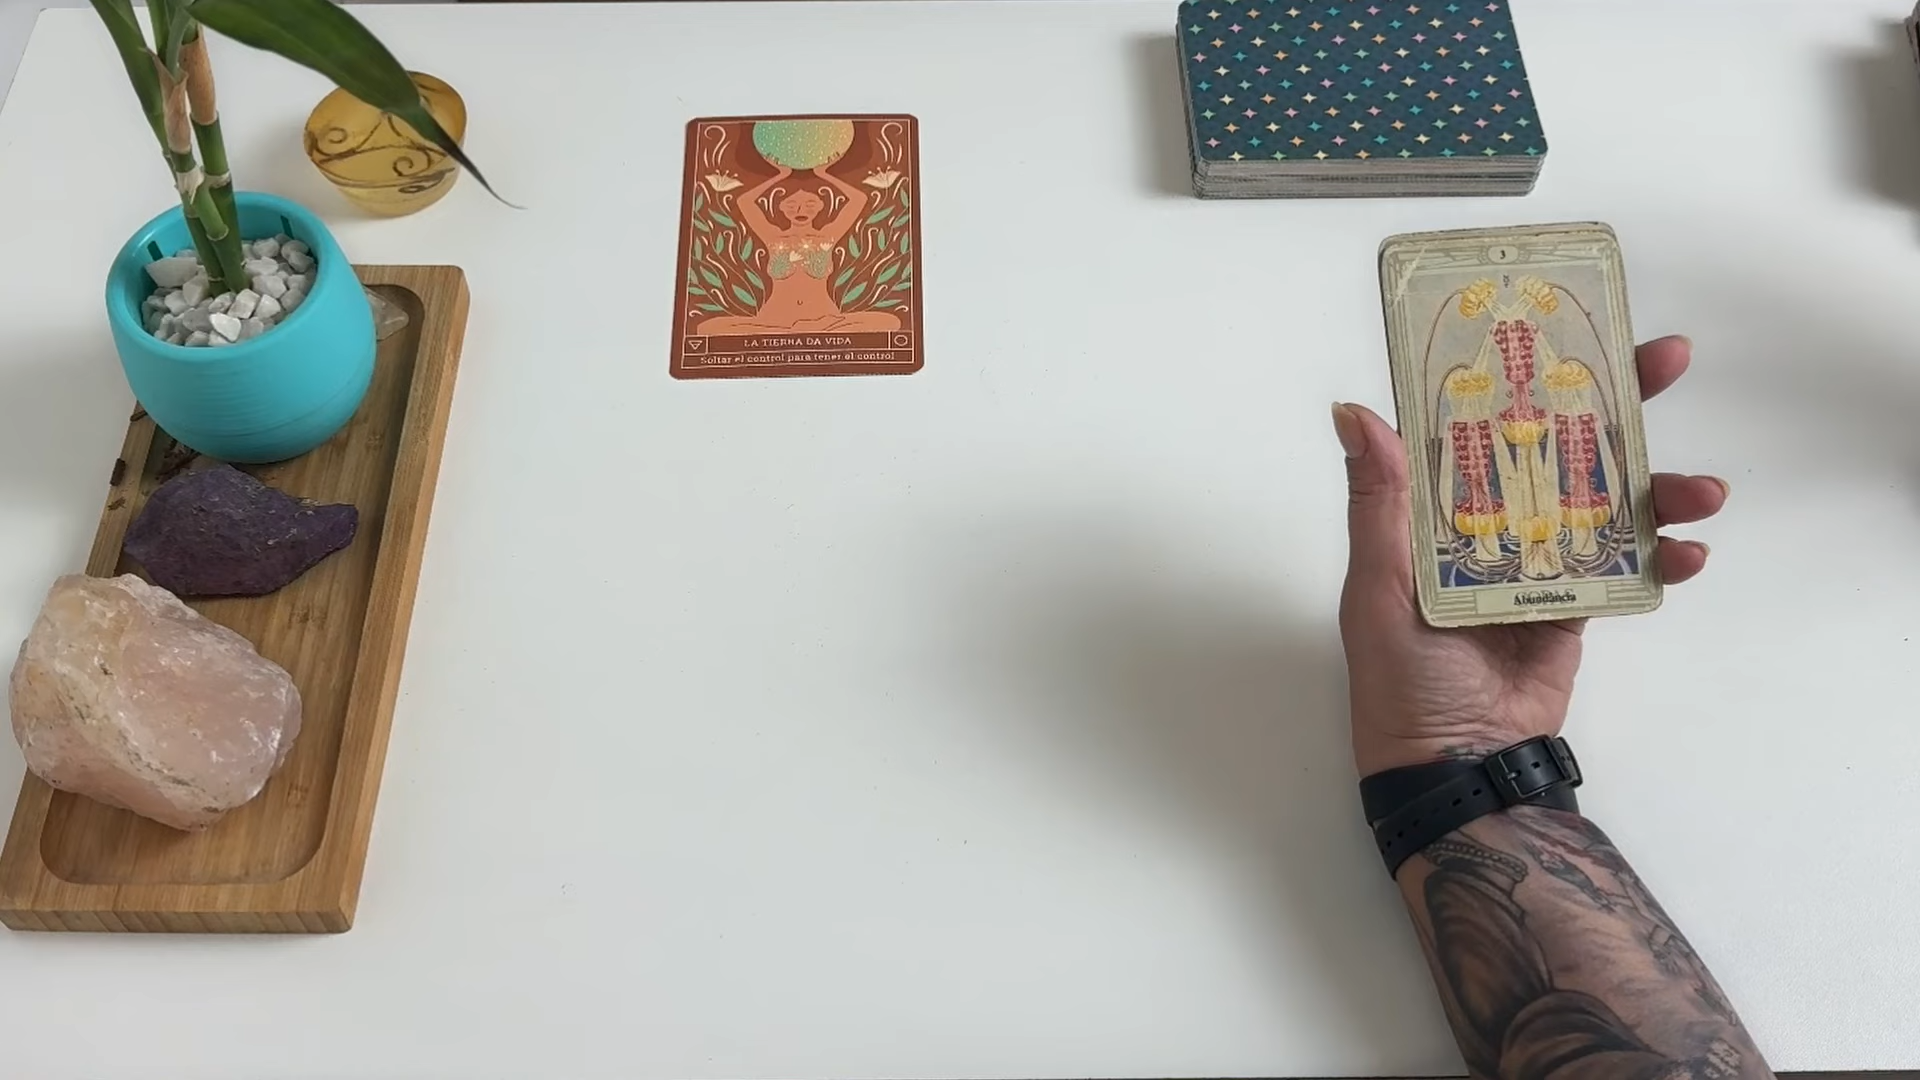 LA TIERRA DA VIDA
Soltar el control para tener el control
3
Abundancia